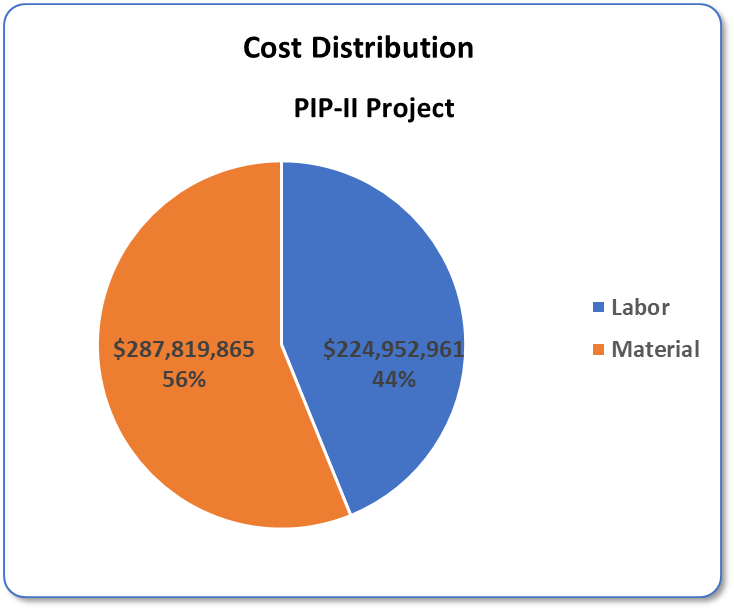 Cost Distribution
PIP-II Project
$287,819,865
56%
$224,952,961
44%
Labor
Material